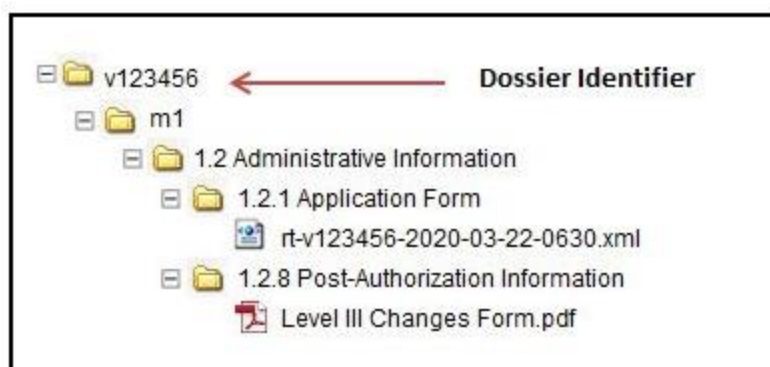 v123456 Dossier Identifier
m1
1.2 Administrative Information
1.2.1 Application Form
rt-v123456-2020-03-22-0630.xml
1.2.8 Post-Authorization Information
Level III Changes Form.pdf